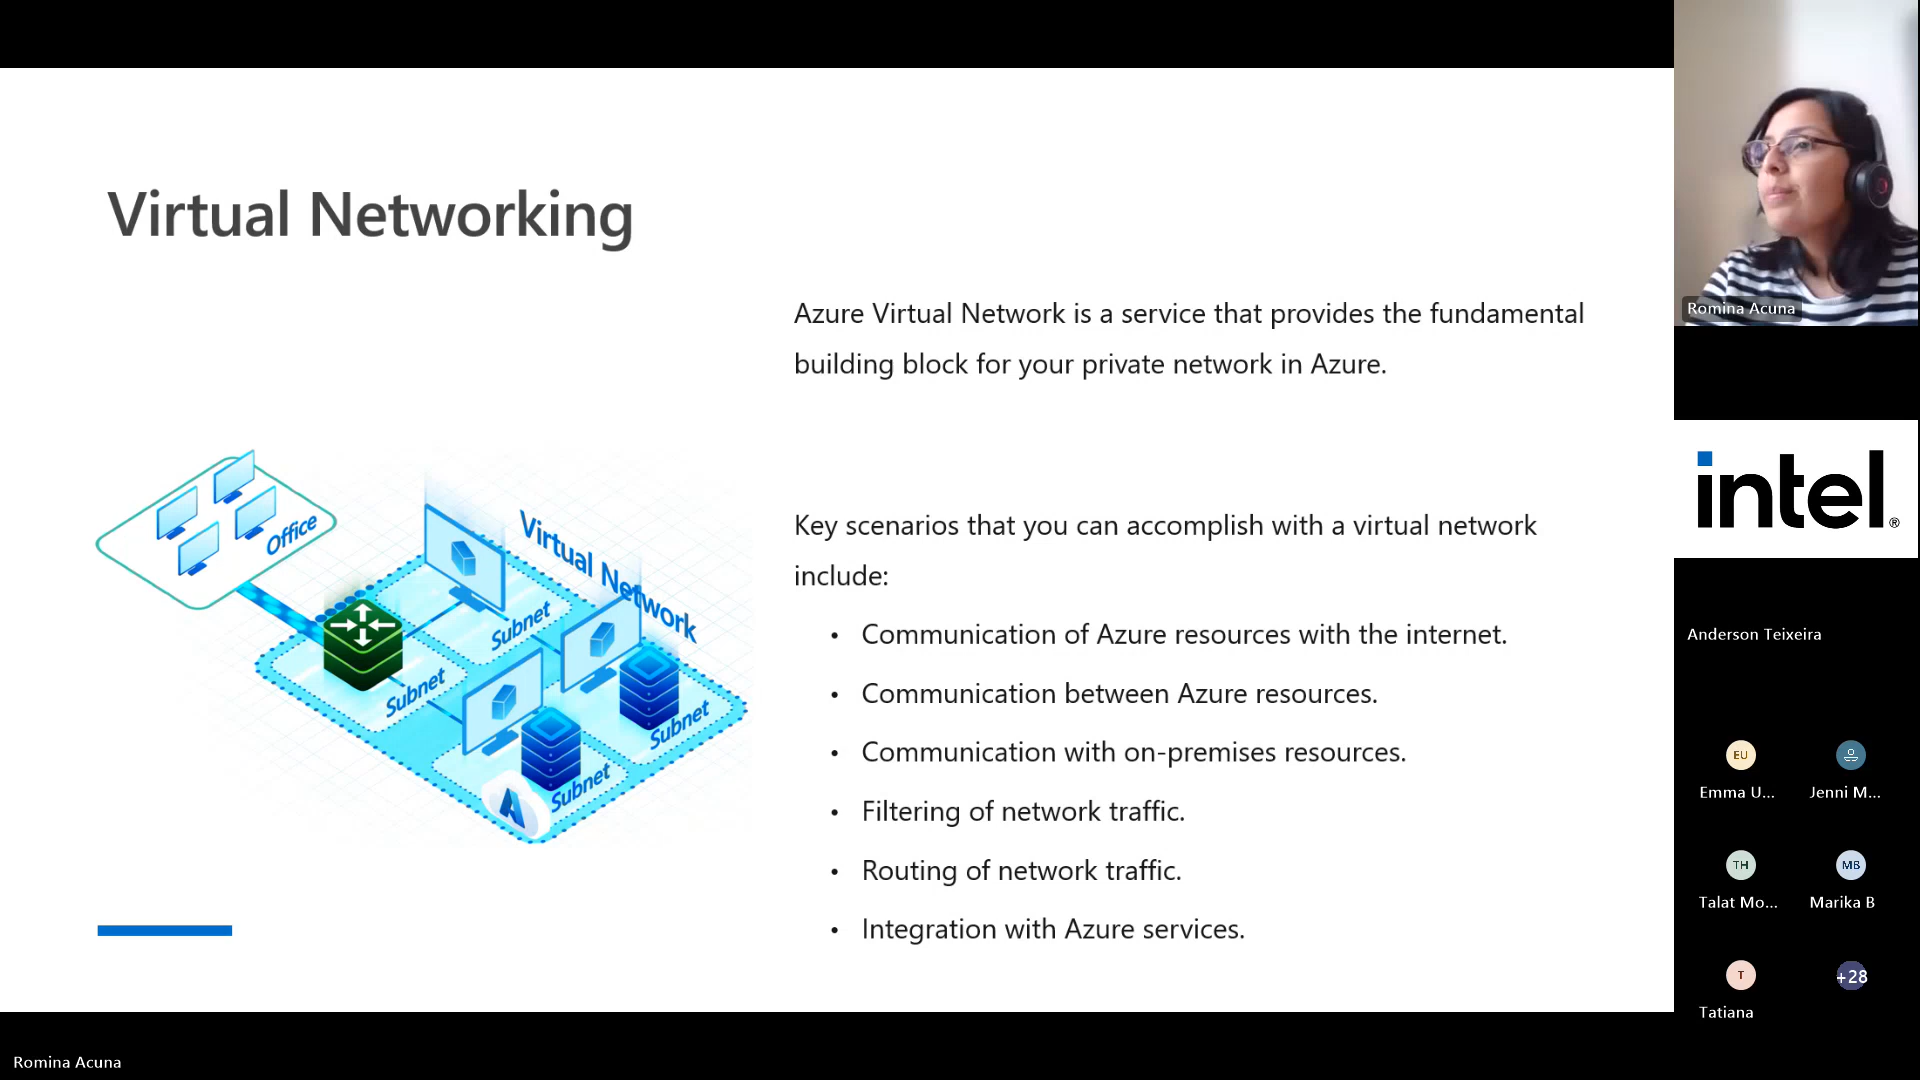 Virtual Networking
Azure Virtual Network is a service that provides the fundamental
building block for your private network in Azure.
Key scenarios that you can accomplish with a virtual network
include:
• Communication of Azure resources with the internet.
• Communication between Azure resources.
• Communication with on-premises resources.
• Filtering of network traffic.
• Routing of network traffic.
• Integration with Azure services.
Office
Virtual Network
Subnet
Subnet
Subnet
Subnet
Romina Acuna
intel®
Anderson Teixeira
EU
Emma U...
Jenni M...
TH
Talat Mo...
MB
Marika B
T
Tatiana
+28
Romina Acuna